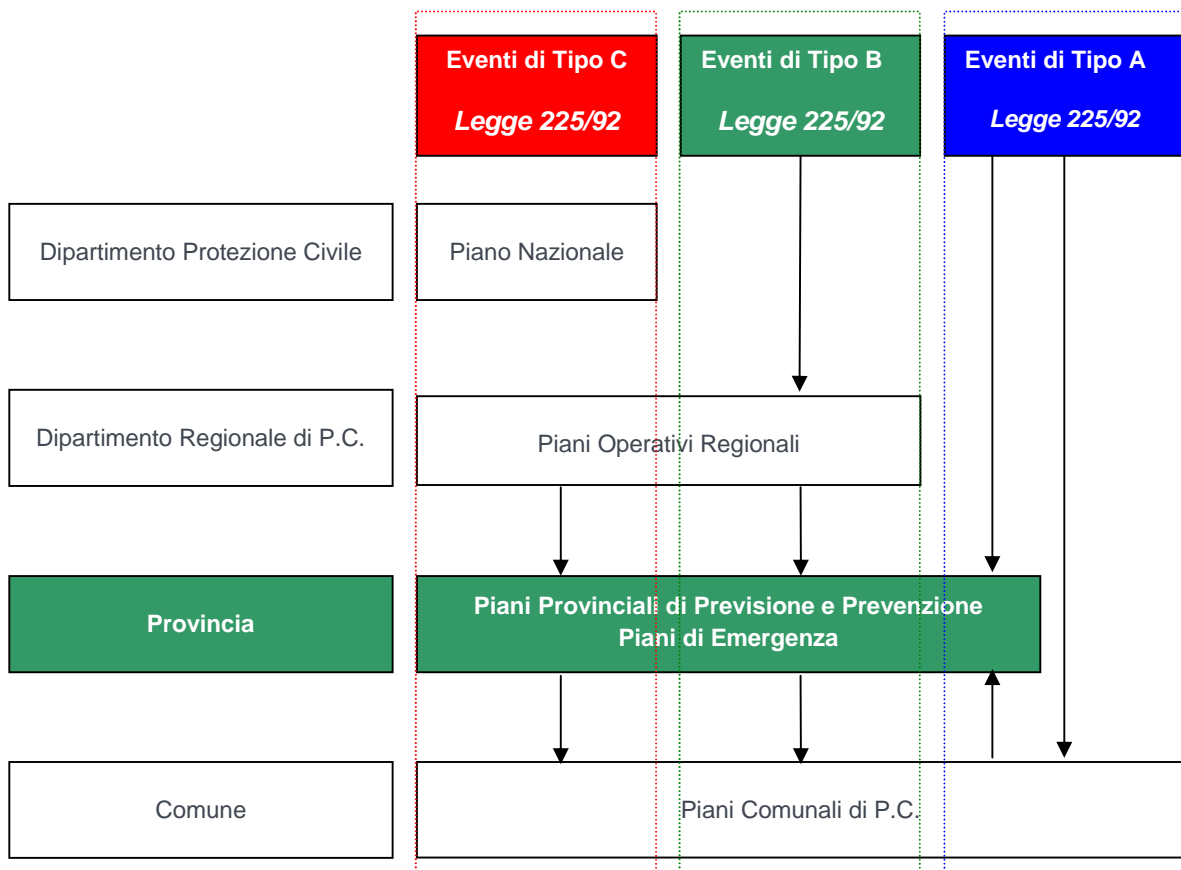 Eventi di Tipo C
Legge 225/92
Eventi di Tipo B
Legge 225/92
Eventi di Tipo A
Legge 225/92
Dipartimento Protezione Civile
Piano Nazionale
Dipartimento Regionale di P.C.
Piani Operativi Regionali
Provincia
Piani Provinciali di Previsione e Prevenzione
Piani di Emergenza
Comune
Piani Comunali di P.C.